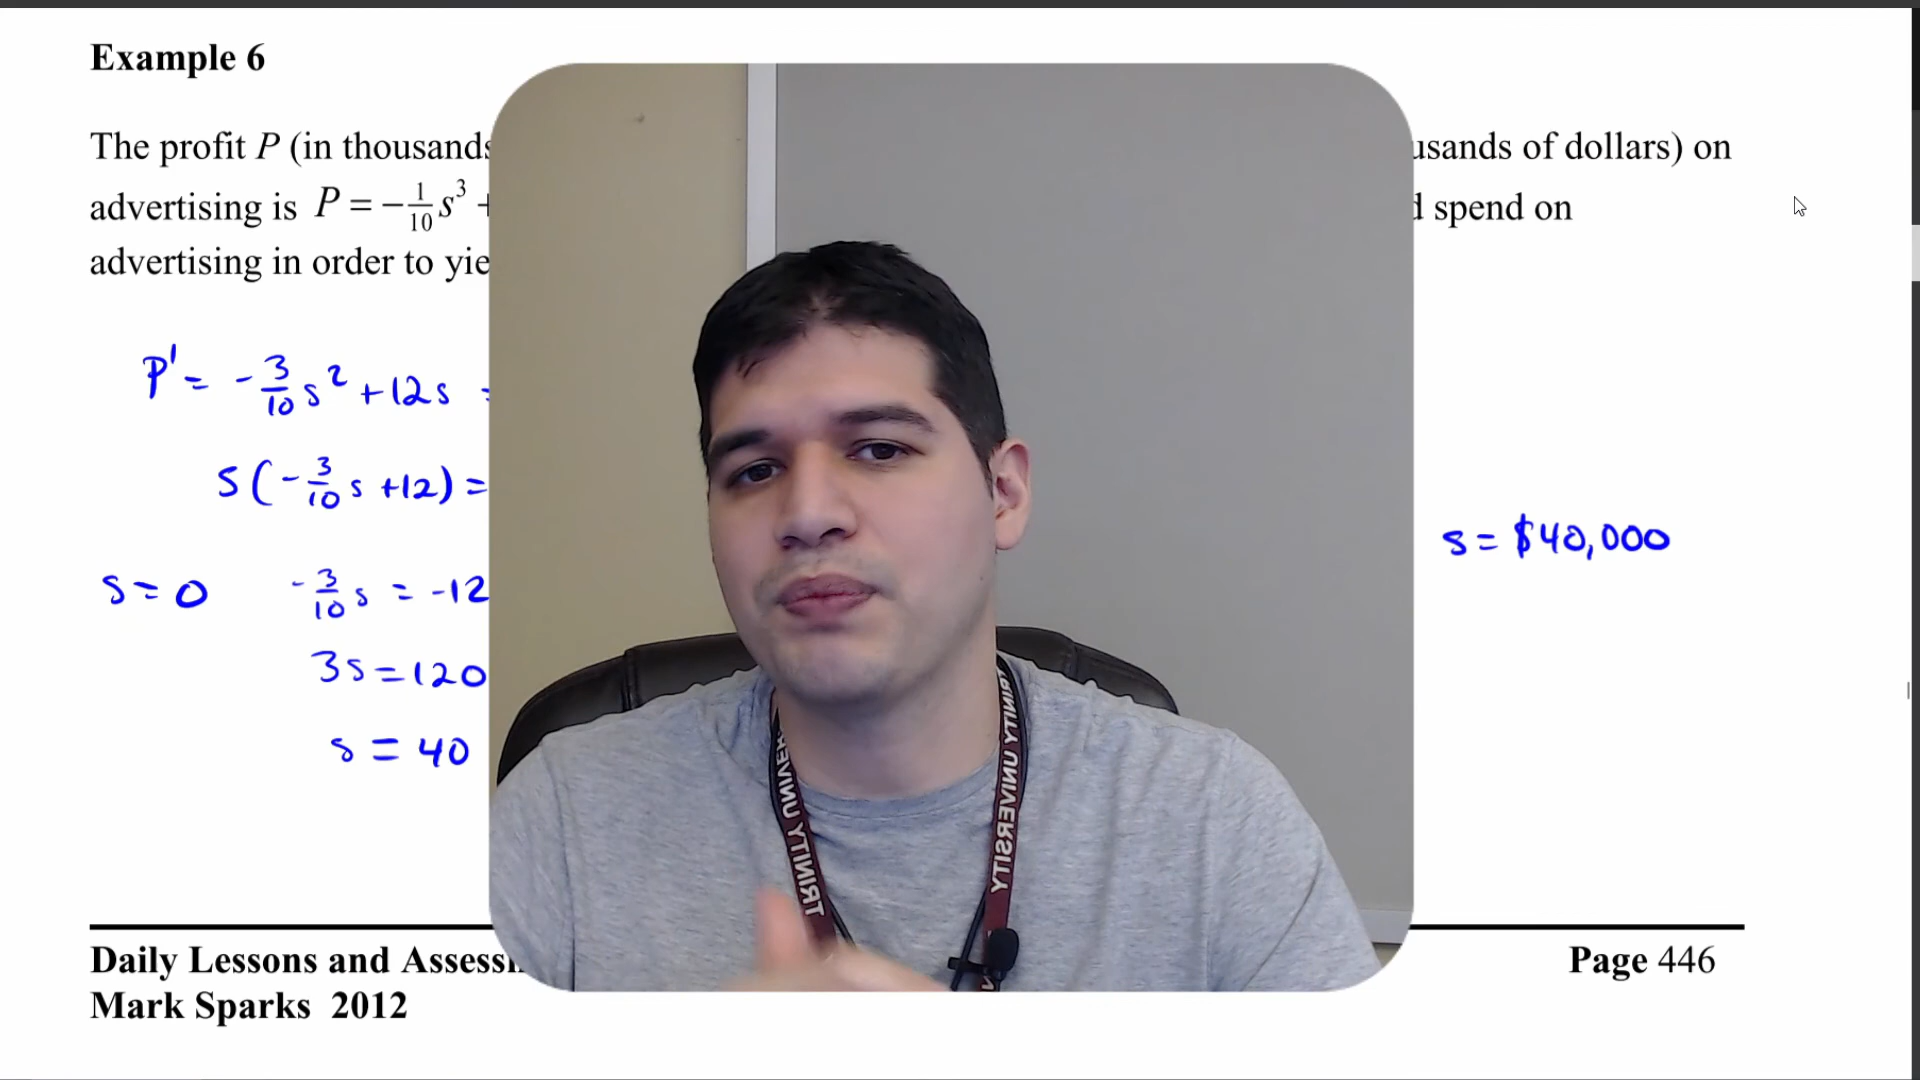 Example 6
The profit P (in thousands usands of dollars) on
advertising is P = -1/10 s³ + spend on
advertising in order to yie
P' = -3/10 s² + 12s =
s(-3/10 s + 12) =
s = $40,000
s = 0 -3/10 s = -12
3s = 120
s = 40
TRINITY UNIVER
TRINITY UNIVERSITY
Daily Lessons and Assess Page 446
Mark Sparks 2012